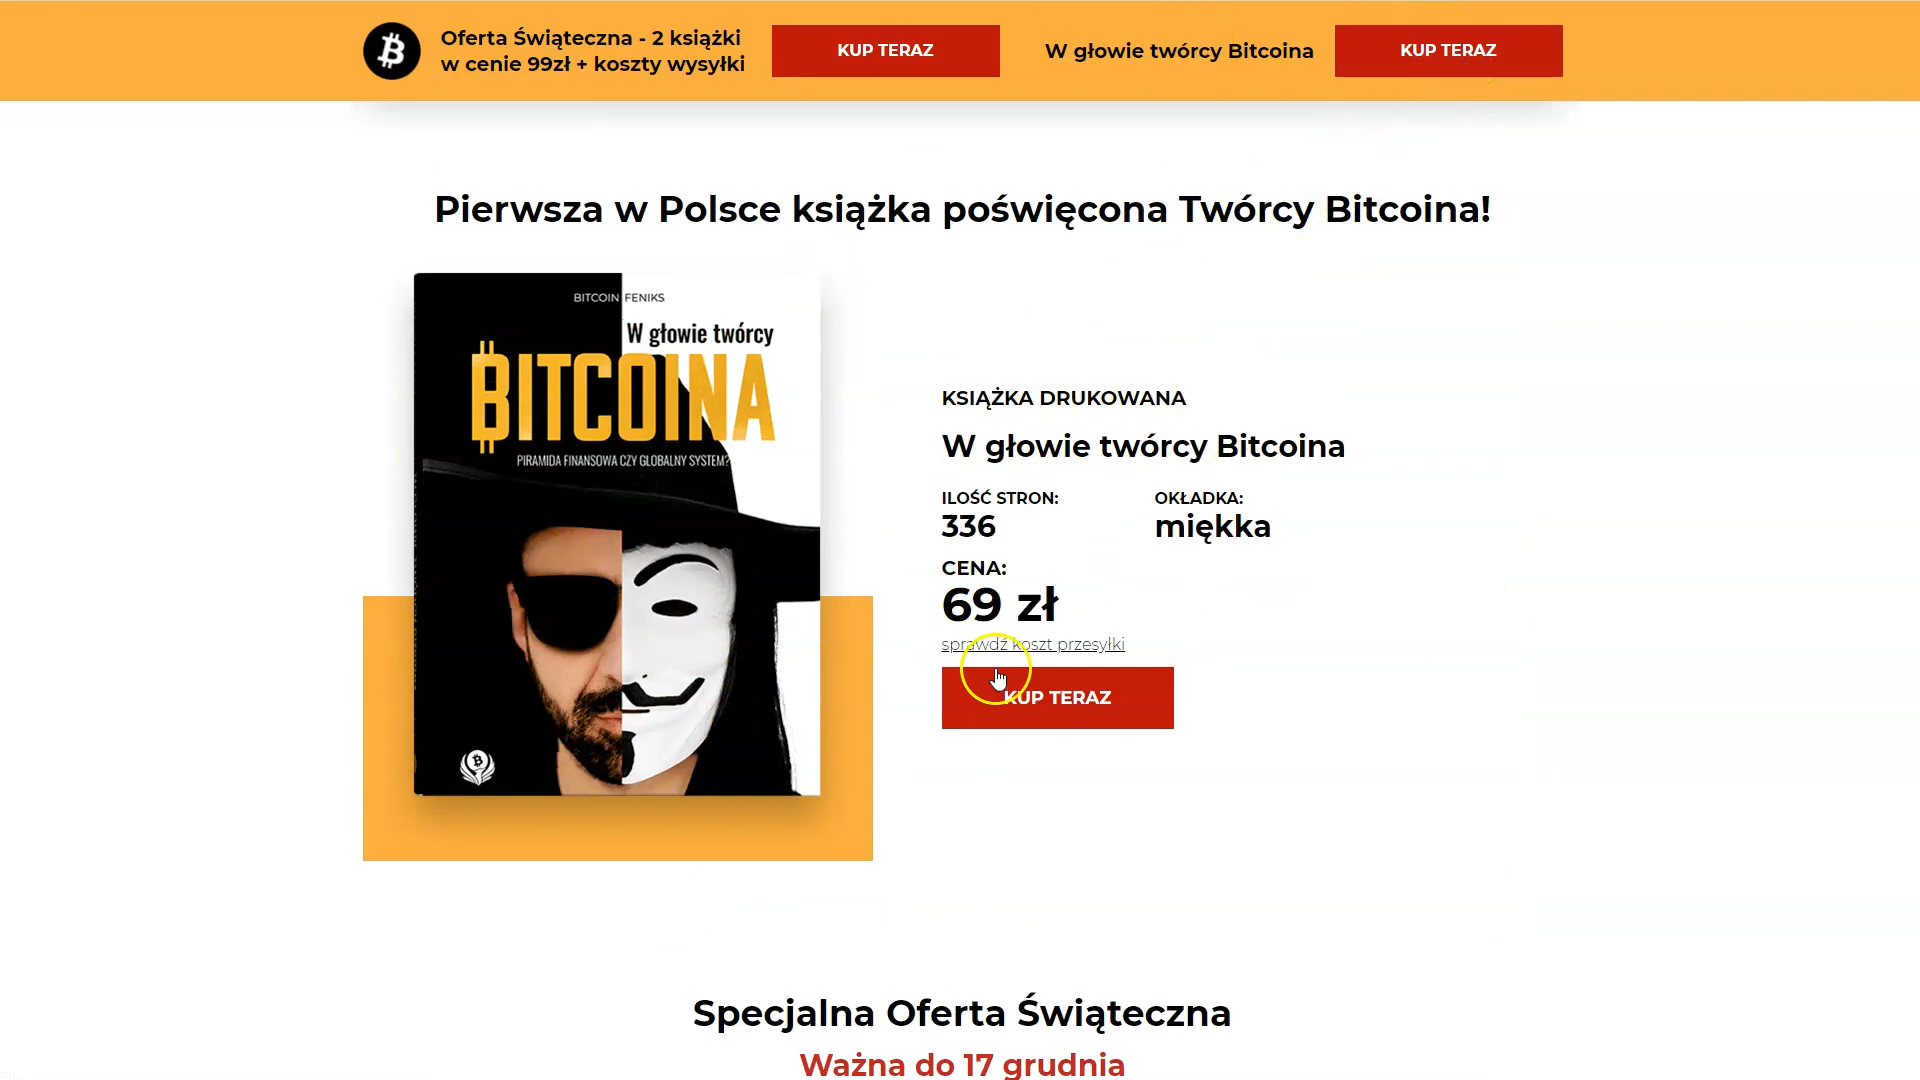 Oferta Świąteczna - 2 książki
w cenie 99zł + koszty wysyłki
KUP TERAZ
W głowie twórcy Bitcoina
KUP TERAZ
Pierwsza w Polsce książka poświęcona Twórcy Bitcoina!
BITCOIN FENIKS
W głowie twórcy
BITCOINA
PIRAMIDA FINANSOWA CZY GLOBALNY SYSTEM?
KSIĄŻKA DRUKOWANA
W głowie twórcy Bitcoina
ILOŚĆ STRON:
336
OKŁADKA:
miękka
CENA:
69 zł
sprawdź koszt przesyłki
KUP TERAZ
Specjalna Oferta Świąteczna
Ważna do 17 grudnia